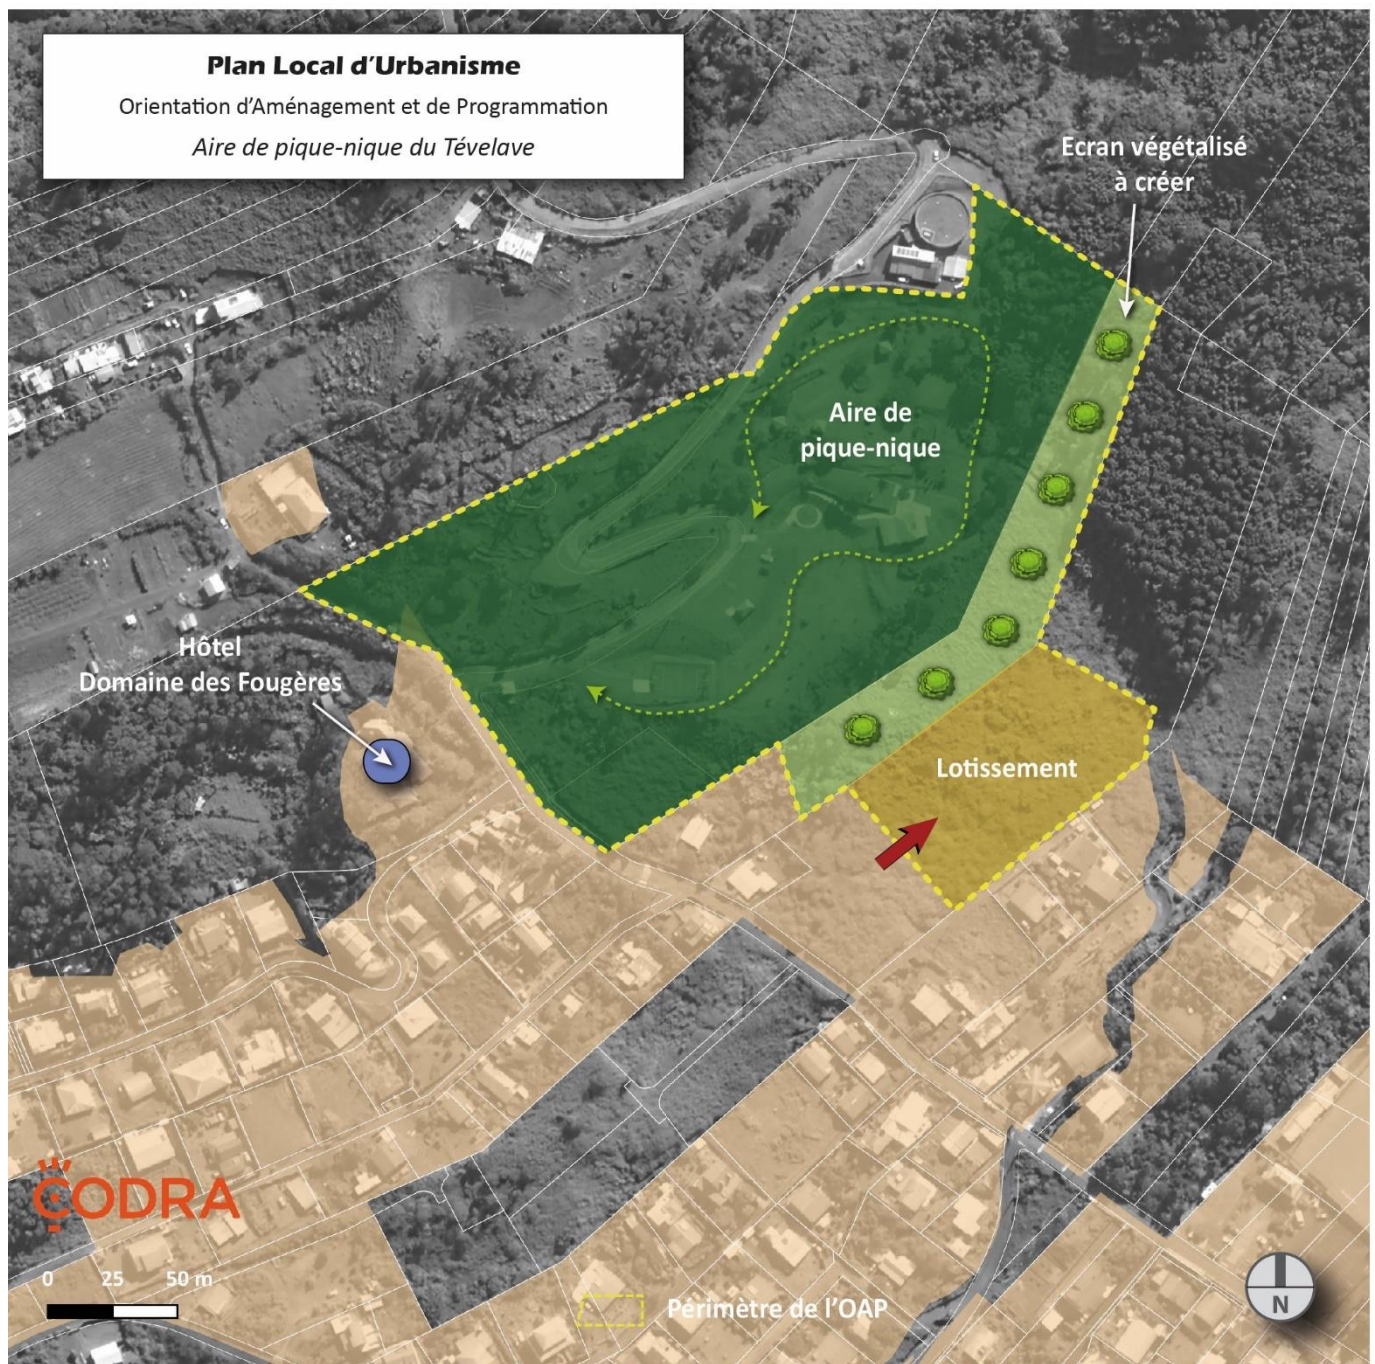 Plan Local d'Urbanisme
Orientation d'Aménagement et de Programmation
Aire de pique-nique du Tévelave
Ecran végétalisé
à créer
Aire de
pique-nique
Hôtel
Domaine des Fougères
Lotissement
CODRA
0 25 50 m
Périmètre de l'OAP
N